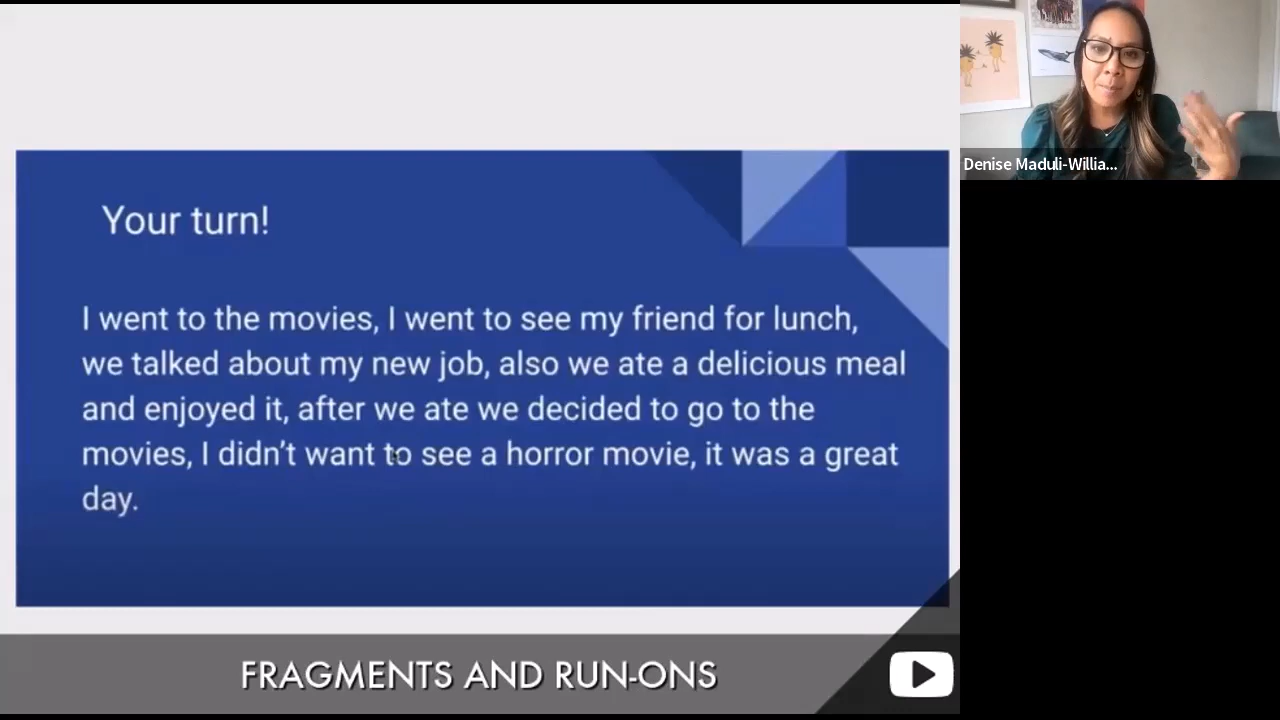 Denise Maduli-Willia...
Your turn!
I went to the movies, I went to see my friend for lunch,
we talked about my new job, also we ate a delicious meal
and enjoyed it, after we ate we decided to go to the
movies, I didn't want to see a horror movie, it was a great
day.
FRAGMENTS AND RUN-ONS